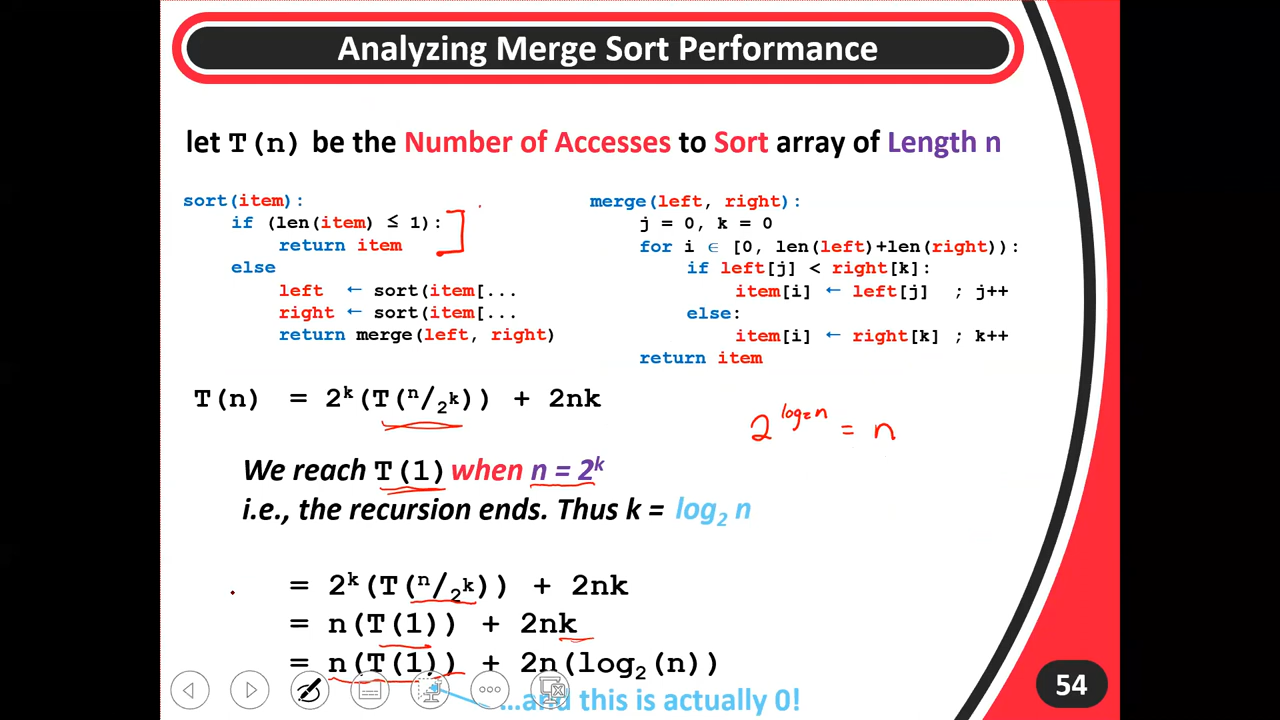 Analyzing Merge Sort Performance
let T(n) be the Number of Accesses to Sort array of Length n
sort(item):
if (len(item) ≤ 1):
return item
else
left ← sort(item[...
right ← sort(item[...
return merge(left, right)
merge(left, right):
j = 0, k = 0
for i ∈ [0, len(left)+len(right)):
if left[j] < right[k]:
item[i] ← left[j] ; j++
else:
item[i] ← right[k] ; k++
return item
T(n) = 2ᵏ(T(ⁿ/₂ᵏ)) + 2nk
2^log₂n = n
We reach T(1) when n = 2ᵏ
i.e., the recursion ends. Thus k = log₂ n
= 2ᵏ(T(ⁿ/₂ᵏ)) + 2nk
= n(T(1)) + 2nk
= n(T(1)) + 2n(log₂(n))
...and this is actually 0!
54